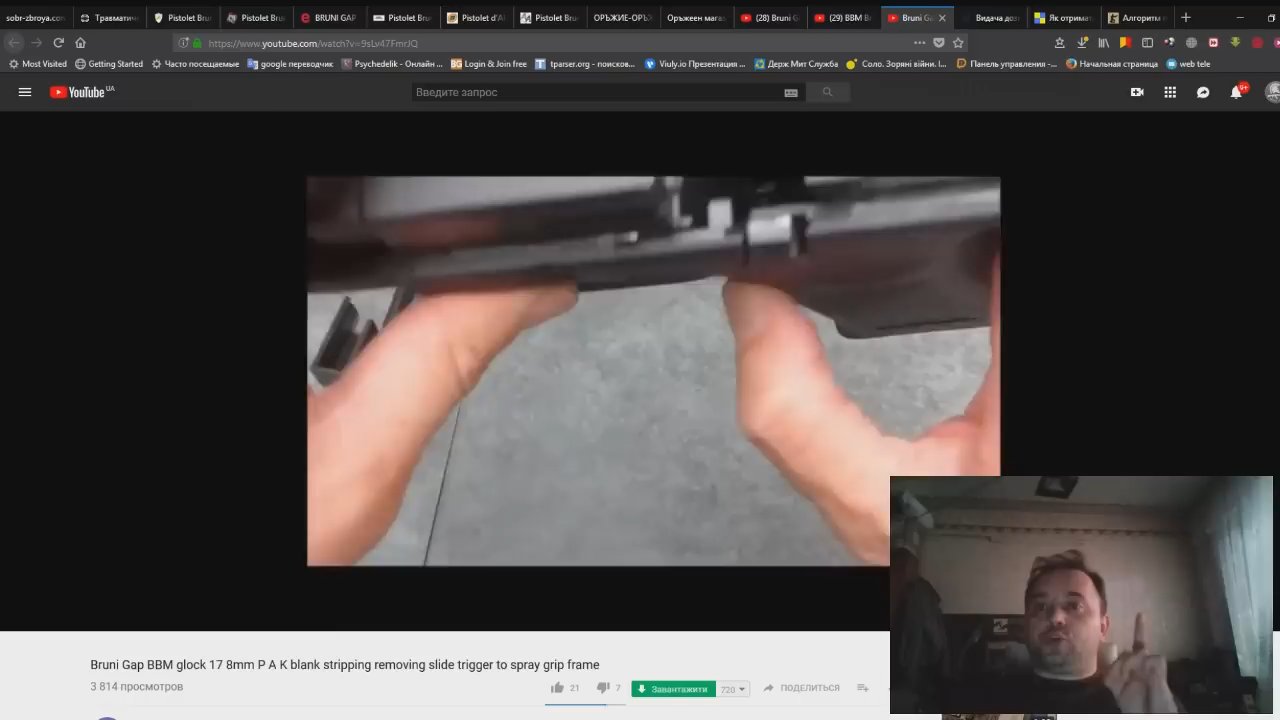 sobr-zbroya.con
Травматич
Pistolet Bru
Pistolet Bru
BRUNI GAP
Pistolet Bru
Pistolet d'Al
Pistolet Bru
ОРЪЖИЕ-ОРЪ
Оръжеен мага
(28) Bruni G
(29) BBM B
Bruni Ga
Видача доз
Як отримат
Алгоритм
https://www.youtube.com/watch?v=9sLv47FmrJQ
Most Visited
Getting Started
Часто посещаемые
google переводчик
Psychedelik - Онлайн ...
Login & Join free
tparser.org - поисков...
Viuly.io Презентация ...
Держ Мит Служба
Соло. Зоряні війни. І...
Панель управления -...
Начальная страница
web tele
YouTube UA
Введите запрос
9+
Bruni Gap BBM glock 17 8mm P A K blank stripping removing slide trigger to spray grip frame
3 814 просмотров
21
7
Завантажити
720
ПОДЕЛИТЬСЯ